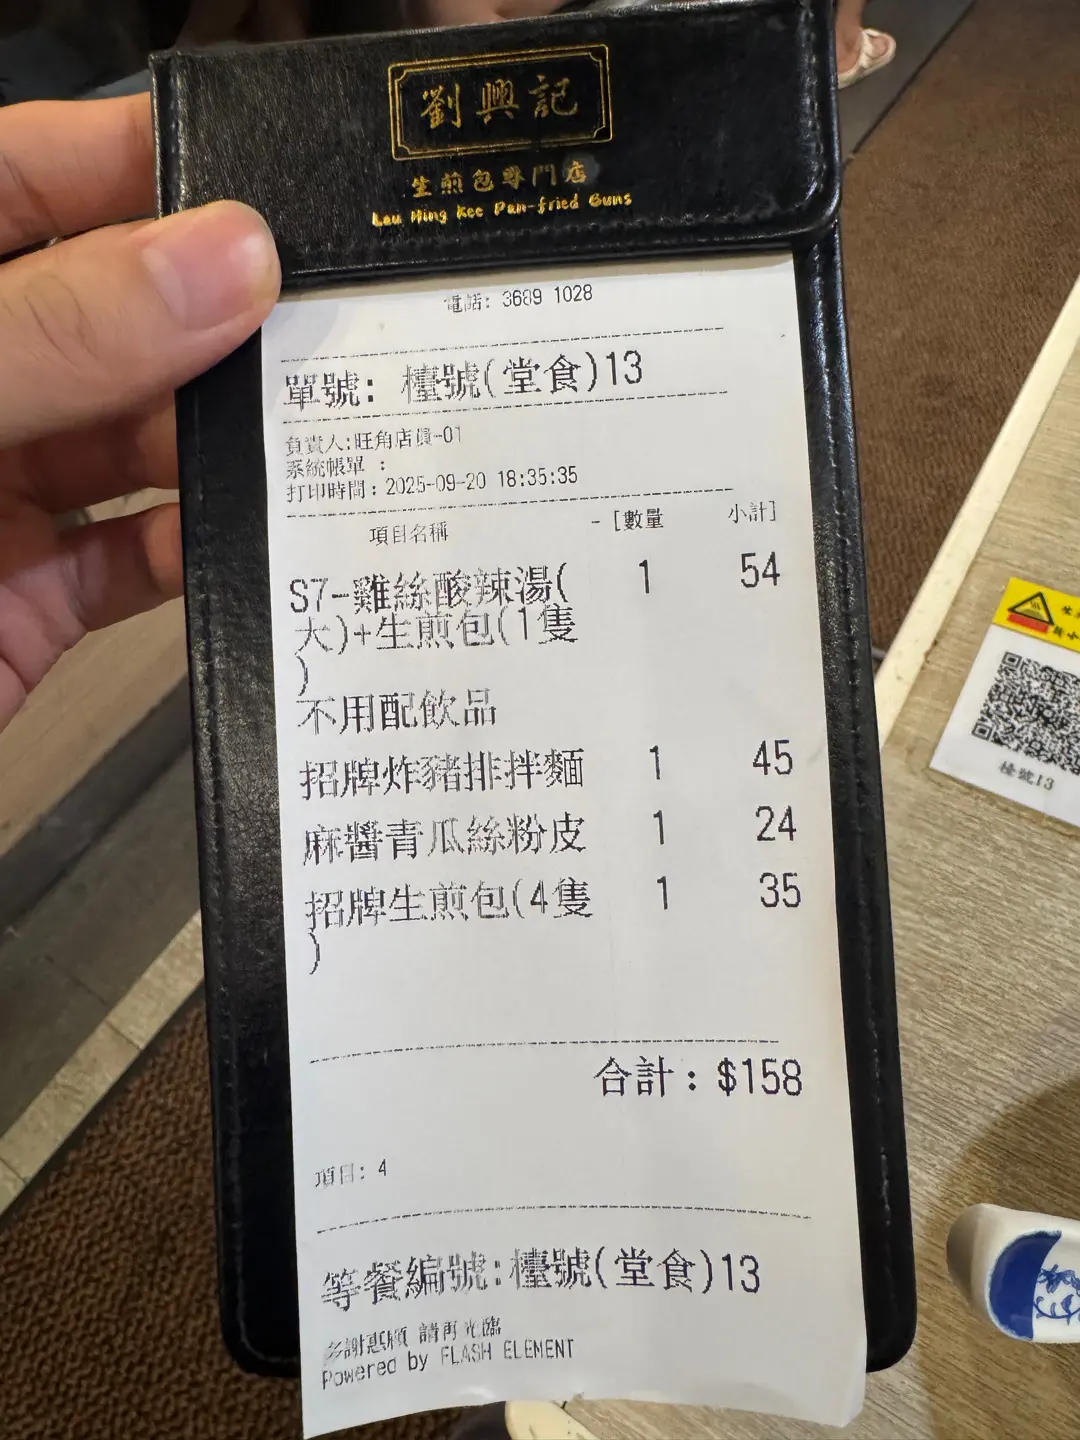 劉興記
生煎包專門店
Lau Hing Kee Pan-fried Buns
電話: 3689 1028
單號: 檯號(堂食)13
負責人:旺角店員-01
系統帳單 :
打印時間:2025-09-20 18:35:35
項目名稱 - [數量 小計]
S7-雞絲酸辣湯( 1 54
大)+生煎包(1隻
)
不用配飲品
招牌炸豬排拌麵 1 45
麻醬青瓜絲粉皮 1 24
招牌生煎包(4隻 1 35
)
合計:$158
項目: 4
等餐編號:檯號(堂食)13
多謝惠顧 請再光臨
Powered by FLASH ELEMENT
檯號13